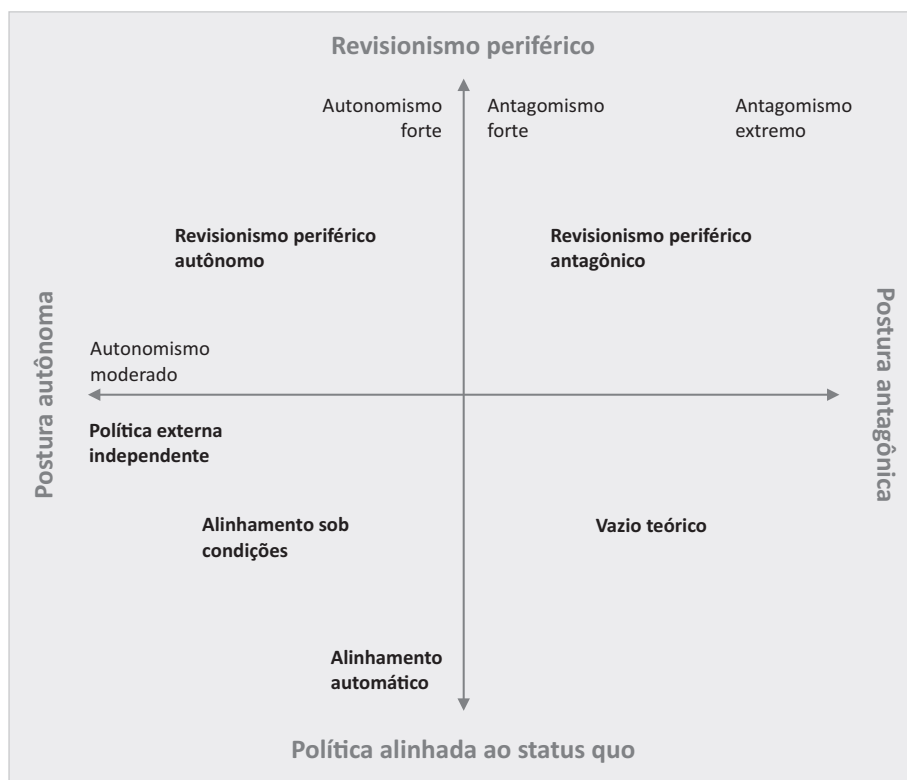 Revisionismo periférico
Autonomismo
forte
Antagomismo
forte
Antagomismo
extremo
Revisionismo periférico
autônomo
Revisionismo periférico
antagônico
Postura autônoma
Postura antagônica
Autonomismo
moderado
Política externa
independente
Alinhamento sob
condições
Vazio teórico
Alinhamento
automático
Política alinhada ao status quo